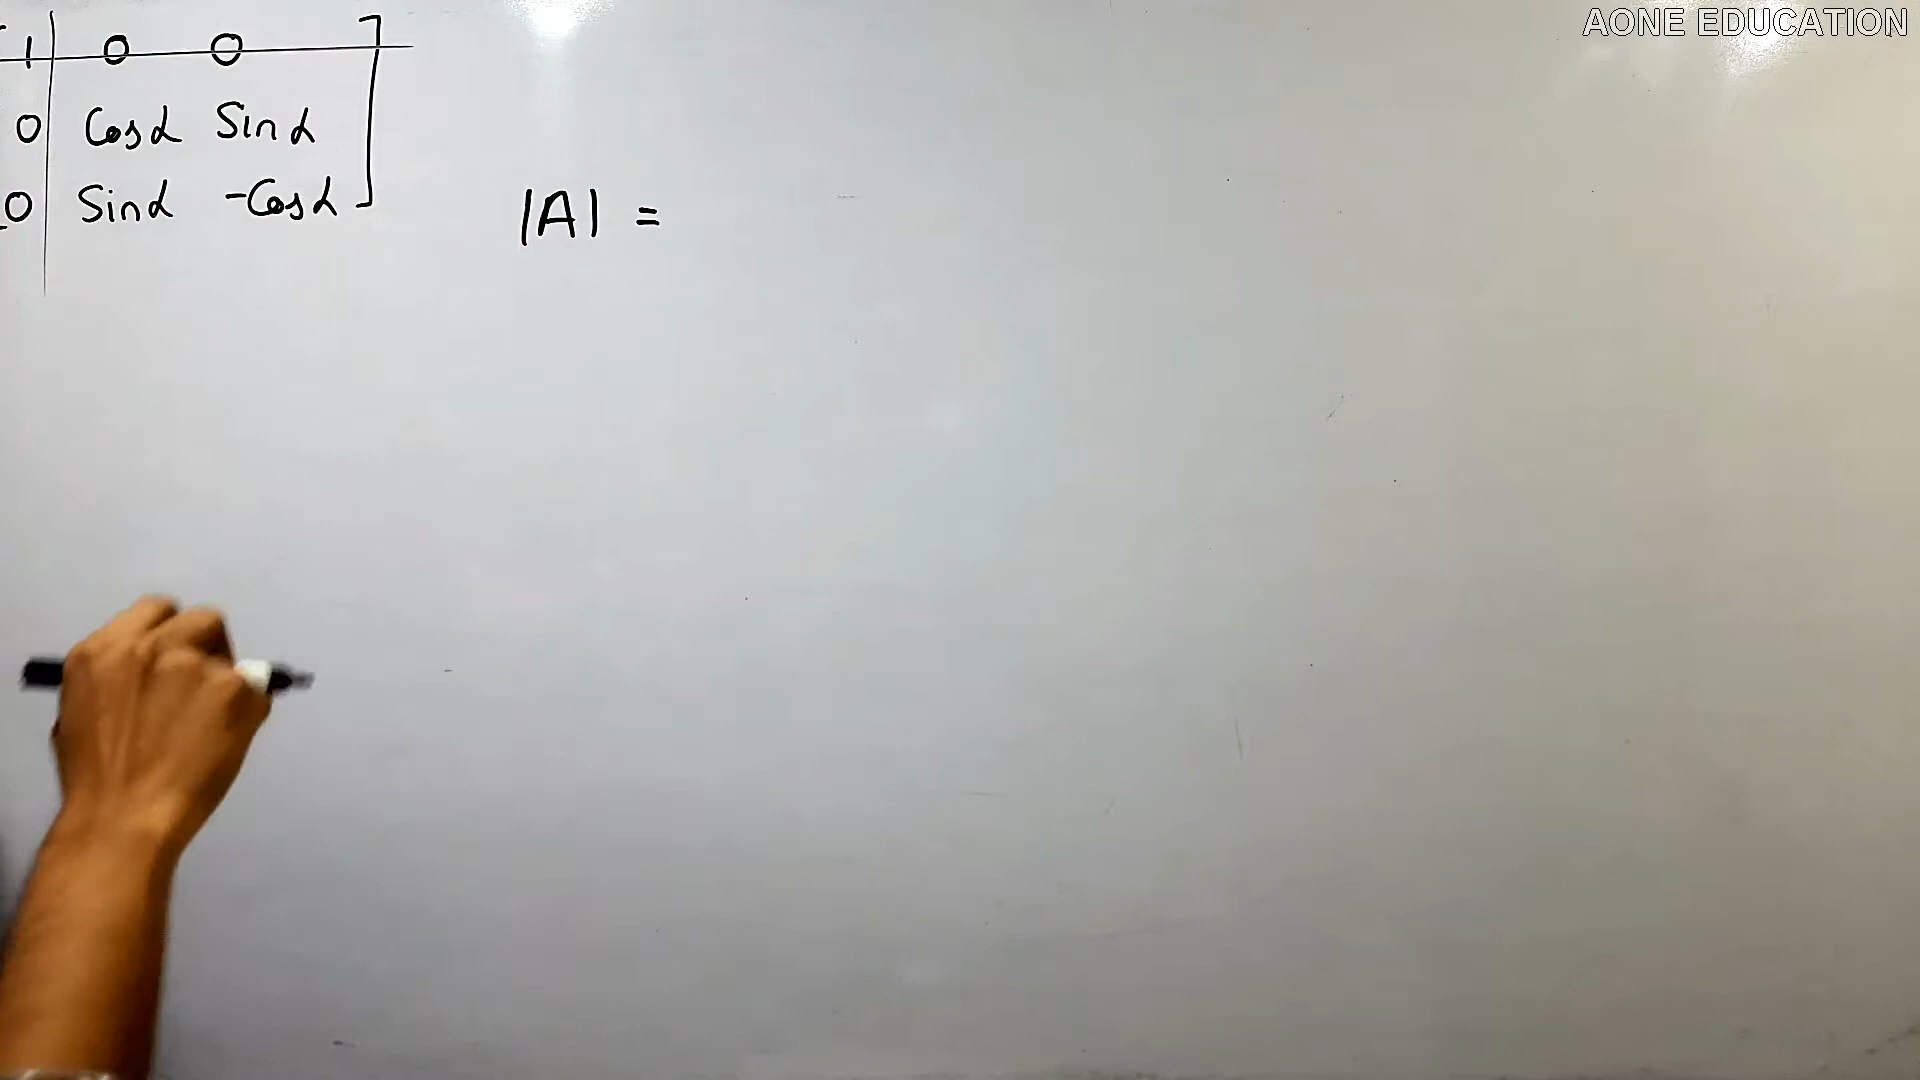 AONE EDUCATION
1 0 0
0 Cosα Sinα
0 Sinα -Cosα
|A| =